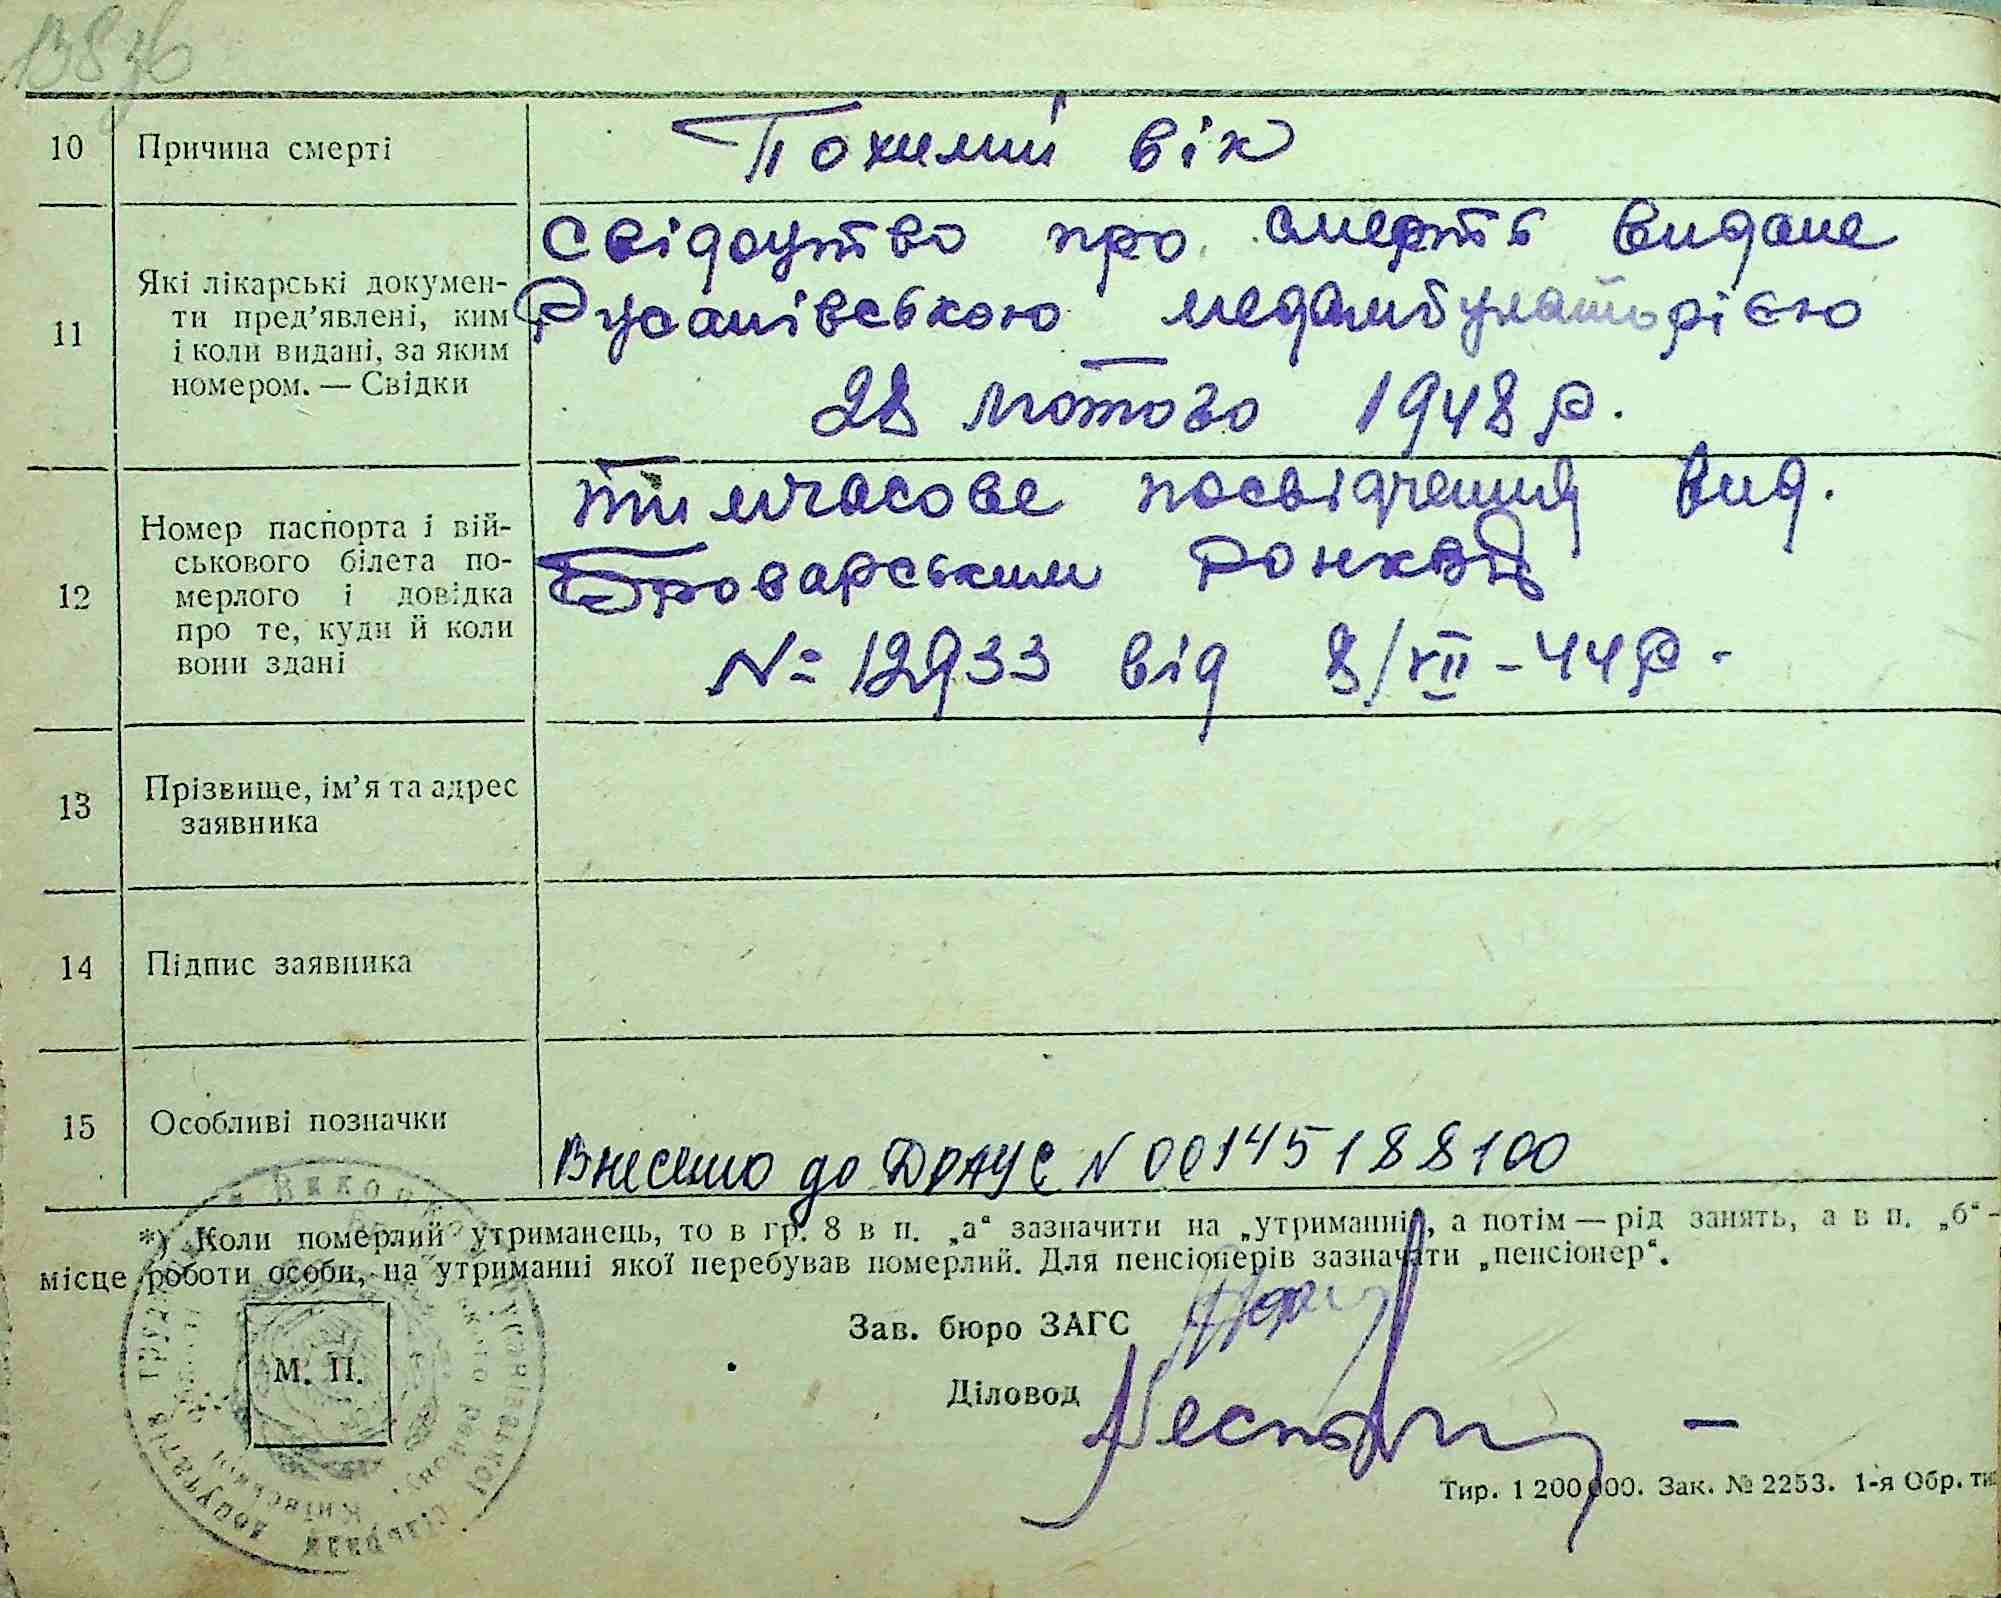 10 Причина смерті Похилий вік
11 Які лікарські докумен-
ти пред'явлені, ким
і коли видані, за яким
номером. — Свідки
Свідоцтво про смерть видане
Русанівською медамбулаторією
28 лютого 1948 р.
12 Номер паспорта і вій-
ськового білета по-
мерлого і довідка
про те, куди й коли
вони здані
тимчасове посвідчення вид.
Броварським
№ 12933 від 8/VII-44 р.
13 Прізвище, ім'я та адрес
заявника
14 Підпис заявника
15 Особливі позначки
Внесено до ДРАЦС N 00145188100
*) Коли померлий утриманець, то в гр. 8 в п. „а“ зазначити на „утриманні“, а потім — рід занять, а в п. „б“ -
місце роботи особи, на утриманні якої перебував померлий. Для пенсіонерів зазначати „пенсіонер“.
Зав. бюро ЗАГС
М. П.
Діловод
Тир. 1 200 000. Зак. № 2253. 1-я Обр. ти